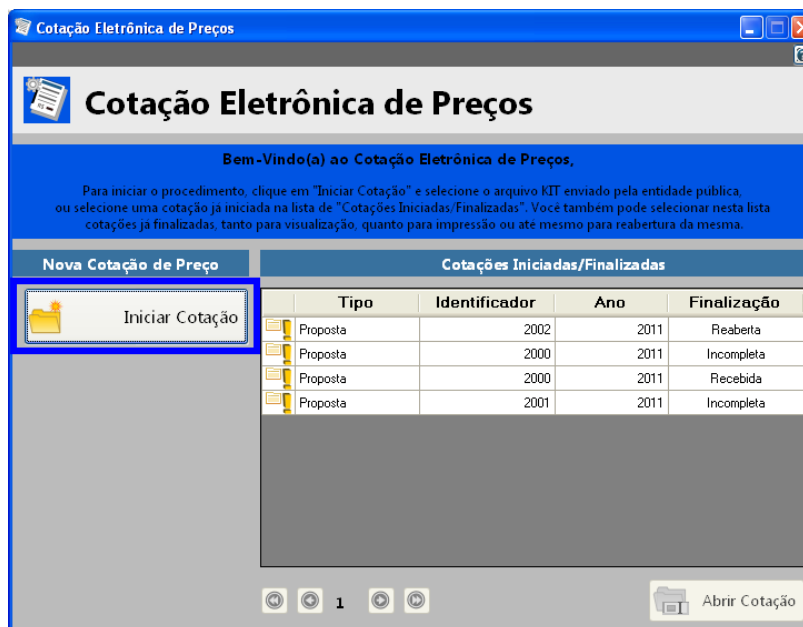 Cotação Eletrônica de Preços
Cotação Eletrônica de Preços
Bem-Vindo(a) ao Cotação Eletrônica de Preços,
Para iniciar o procedimento, clique em "Iniciar Cotação" e selecione o arquivo KIT enviado pela entidade pública,
ou selecione uma cotação já iniciada na lista de "Cotações Iniciadas/Finalizadas". Você também pode selecionar nesta lista
cotações já finalizadas, tanto para visualização, quanto para impressão ou até mesmo para reabertura da mesma.
Nova Cotação de Preço
Cotações Iniciadas/Finalizadas
Iniciar Cotação
Tipo Identificador Ano Finalização
Proposta 2002 2011 Reaberta
Proposta 2000 2011 Incompleta
Proposta 2000 2011 Recebida
Proposta 2001 2011 Incompleta
1
Abrir Cotação